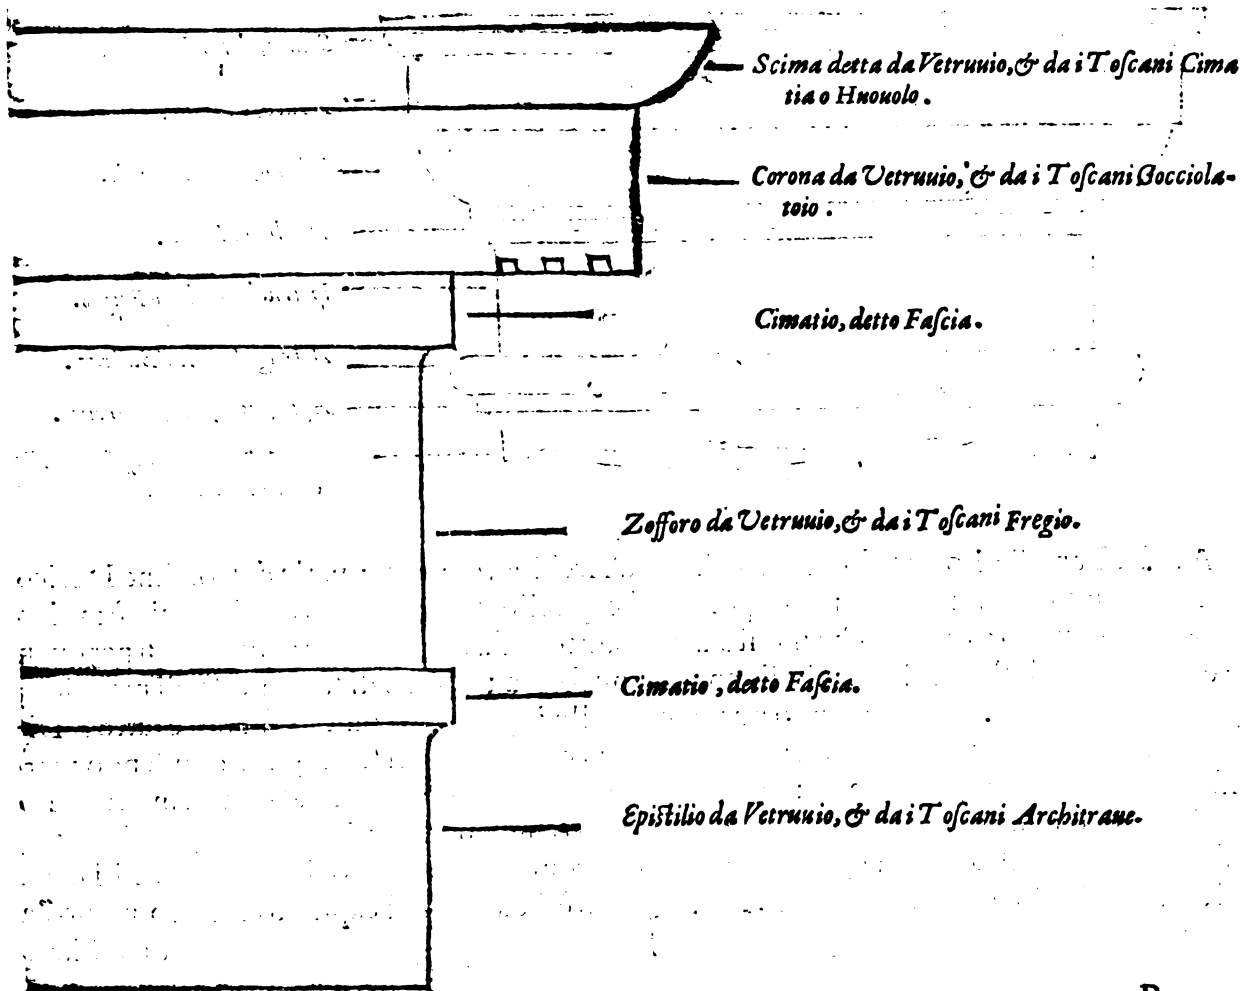 Scima detta da Vetruuio, & da i Toſcani Cima
tia o Huouolo .
Corona da Vetruuio, & da i Toſcani Gocciola-
toio .
Cimatio, detto Faſcia.
Zofforo da Vetruuio, & da i Toſcani Fregio.
Cimatio , detto Faſcia.
Epiſtilio da Vetruuio, & da i Toſcani Architraue.